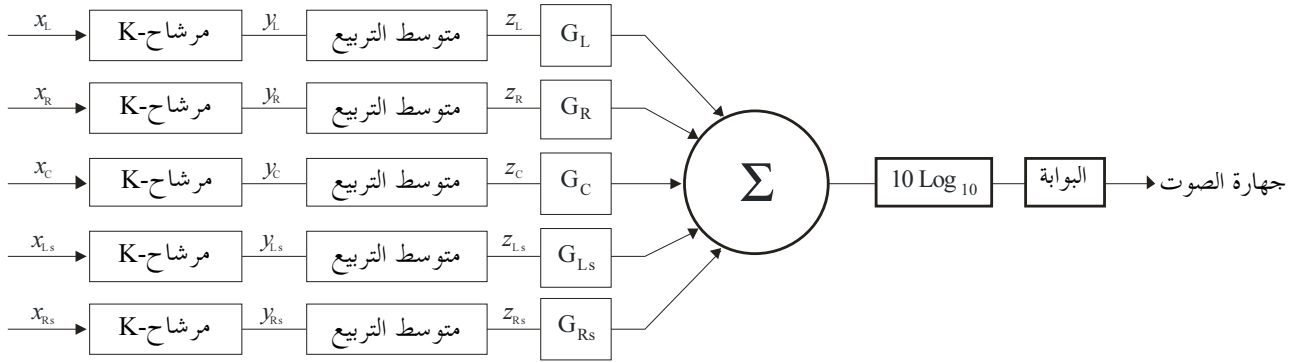 x_L مرشاح-K y_L متوسط التربيع z_L G_L
x_R مرشاح-K y_R متوسط التربيع z_R G_R
x_C مرشاح-K y_C متوسط التربيع z_C G_C
Σ 10 Log 10 البوابة جهارة الصوت
x_Ls مرشاح-K y_Ls متوسط التربيع z_Ls G_Ls
x_Rs مرشاح-K y_Rs متوسط التربيع z_Rs G_Rs